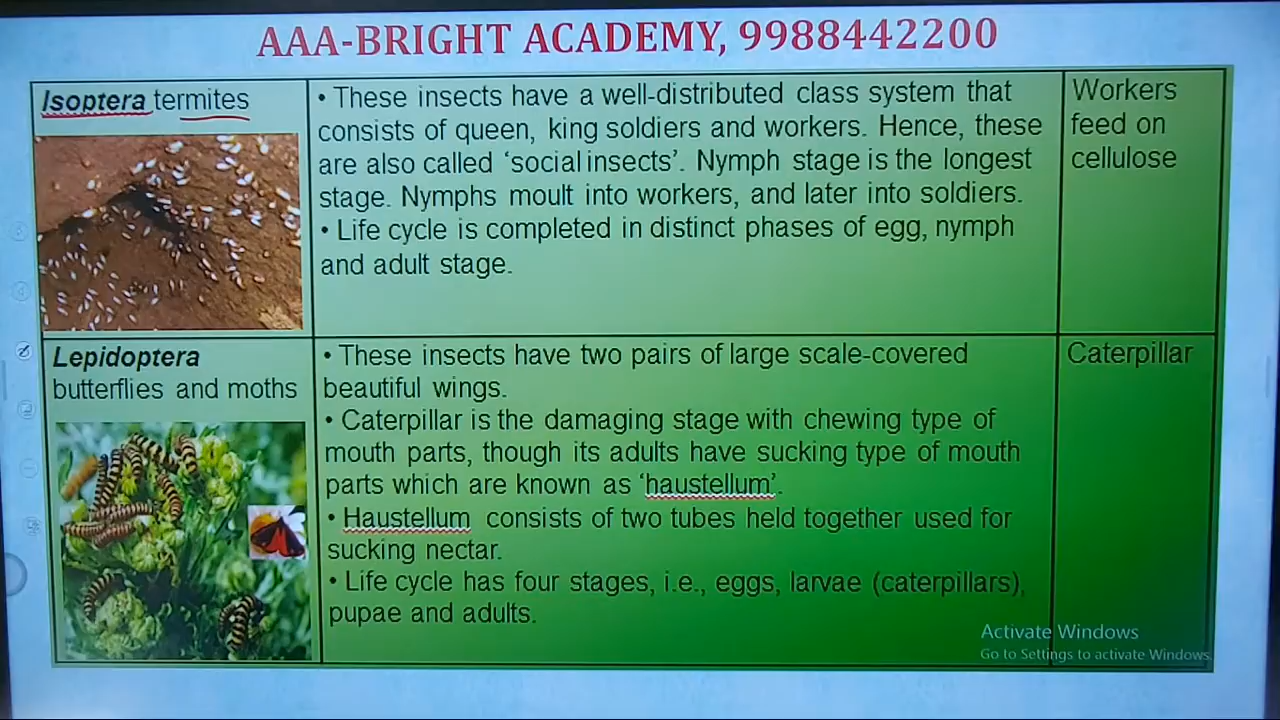 AAA-BRIGHT ACADEMY, 9988442200
Isoptera termites
• These insects have a well-distributed class system that
consists of queen, king soldiers and workers. Hence, these
are also called ‘social insects’. Nymph stage is the longest
stage. Nymphs moult into workers, and later into soldiers.
• Life cycle is completed in distinct phases of egg, nymph
and adult stage.
Workers
feed on
cellulose
Lepidoptera
butterflies and moths
• These insects have two pairs of large scale-covered
beautiful wings.
• Caterpillar is the damaging stage with chewing type of
mouth parts, though its adults have sucking type of mouth
parts which are known as ‘haustellum’.
• Haustellum consists of two tubes held together used for
sucking nectar.
• Life cycle has four stages, i.e., eggs, larvae (caterpillars),
pupae and adults.
Caterpillar
Activate Windows
Go to Settings to activate Windows.